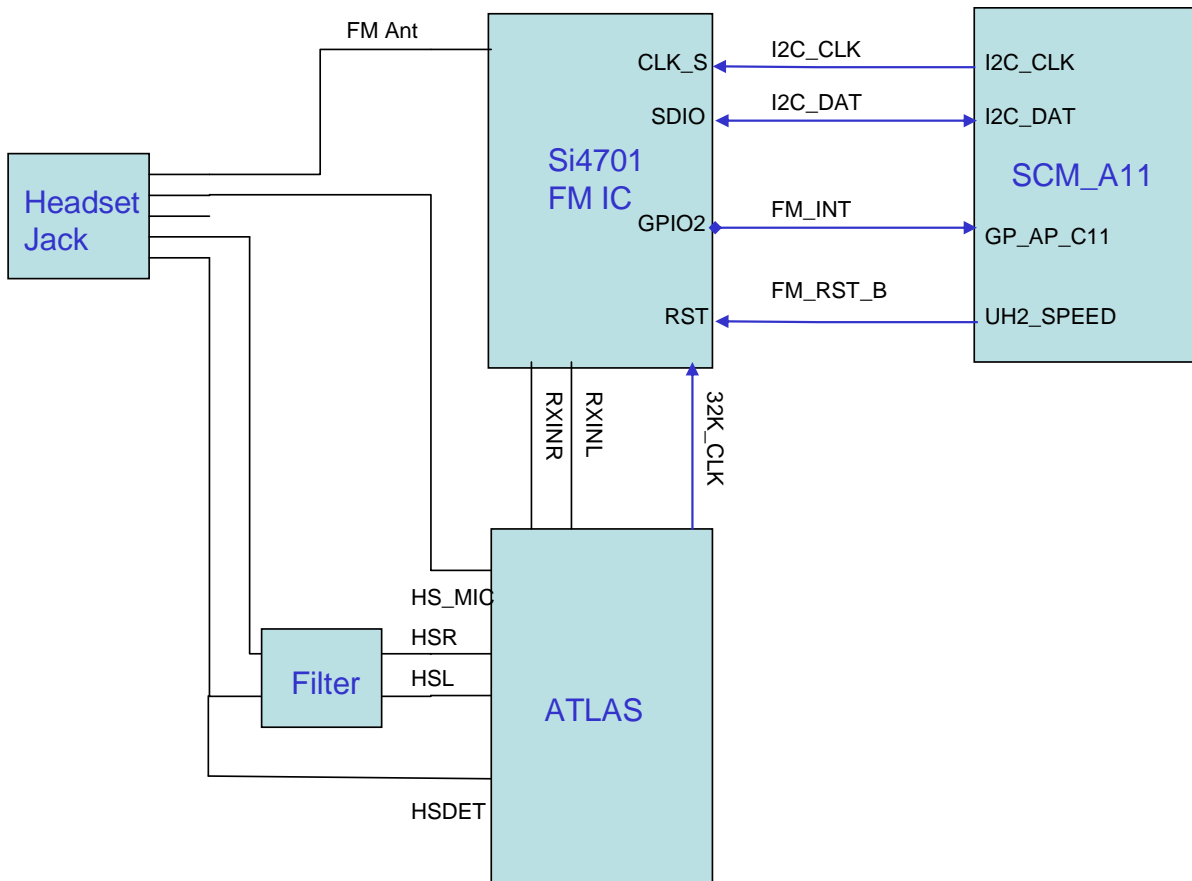 FM Ant
CLK_S
I2C_CLK
I2C_CLK
SDIO
I2C_DAT
I2C_DAT
Headset
Jack
Si4701
FM IC
SCM_A11
GPIO2
FM_INT
GP_AP_C11
RST
FM_RST_B
UH2_SPEED
RXINR
RXINL
32K_CLK
HS_MIC
HSR
Filter
HSL
ATLAS
HSDET